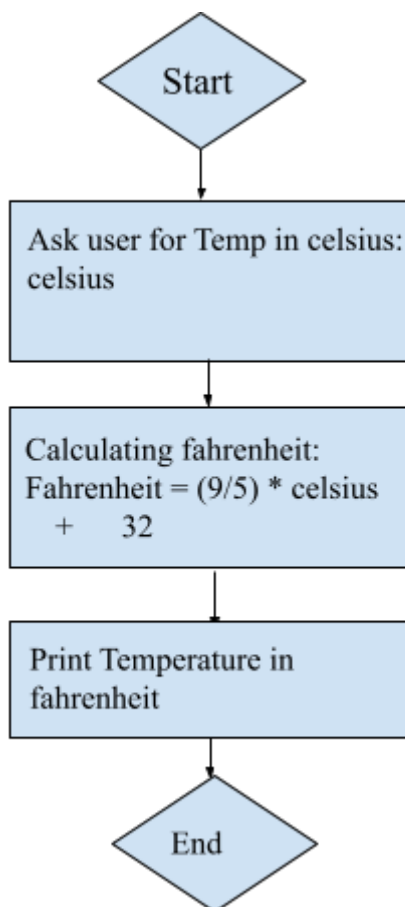 Start
Ask user for Temp in celsius:
celsius
Calculating fahrenheit:
Fahrenheit = (9/5) * celsius
+ 32
Print Temperature in
fahrenheit
End